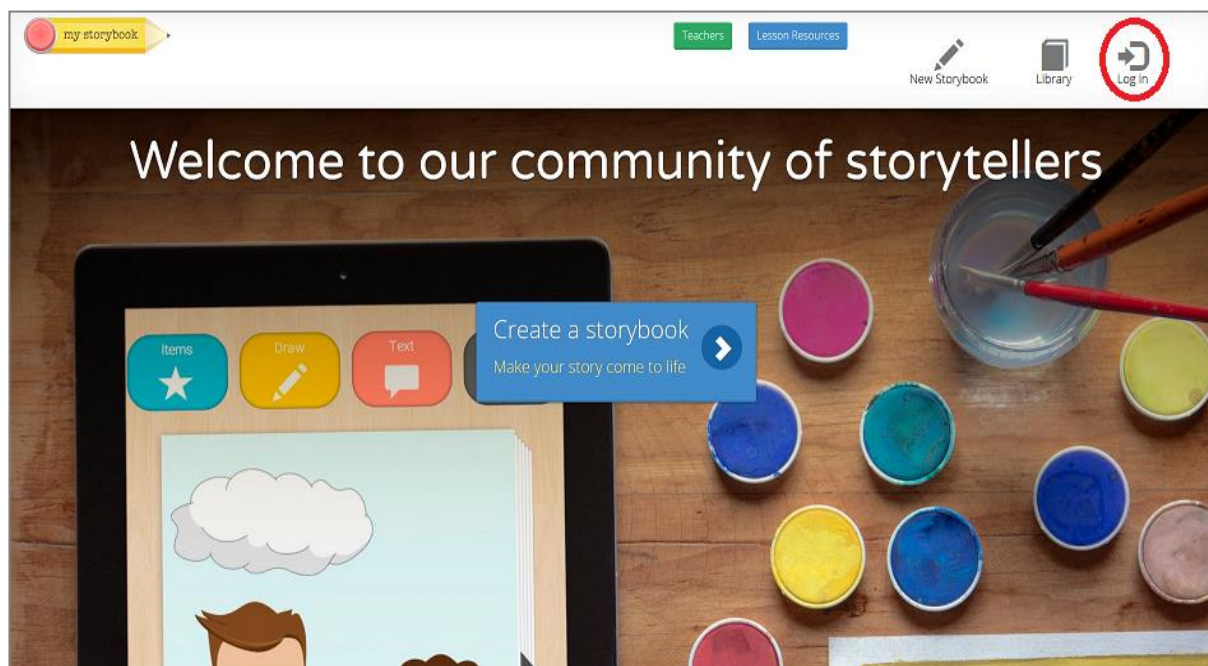 my storybook
Teachers
Lesson Resources
New Storybook
Library
Log In
Welcome to our community of storytellers
Items
Draw
Text
Create a storybook
Make your story come to life